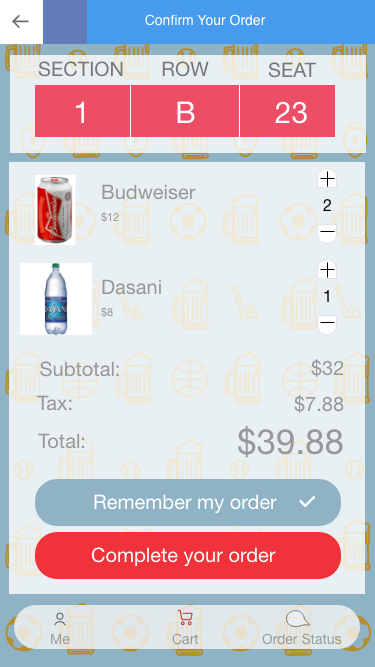 Confirm Your Order
SECTION ROW SEAT
1 B 23
Budweiser
$12
2
Dasani
$8
1
Subtotal: $32
Tax: $7.88
Total: $39.88
Remember my order
Complete your order
Me Cart Order Status